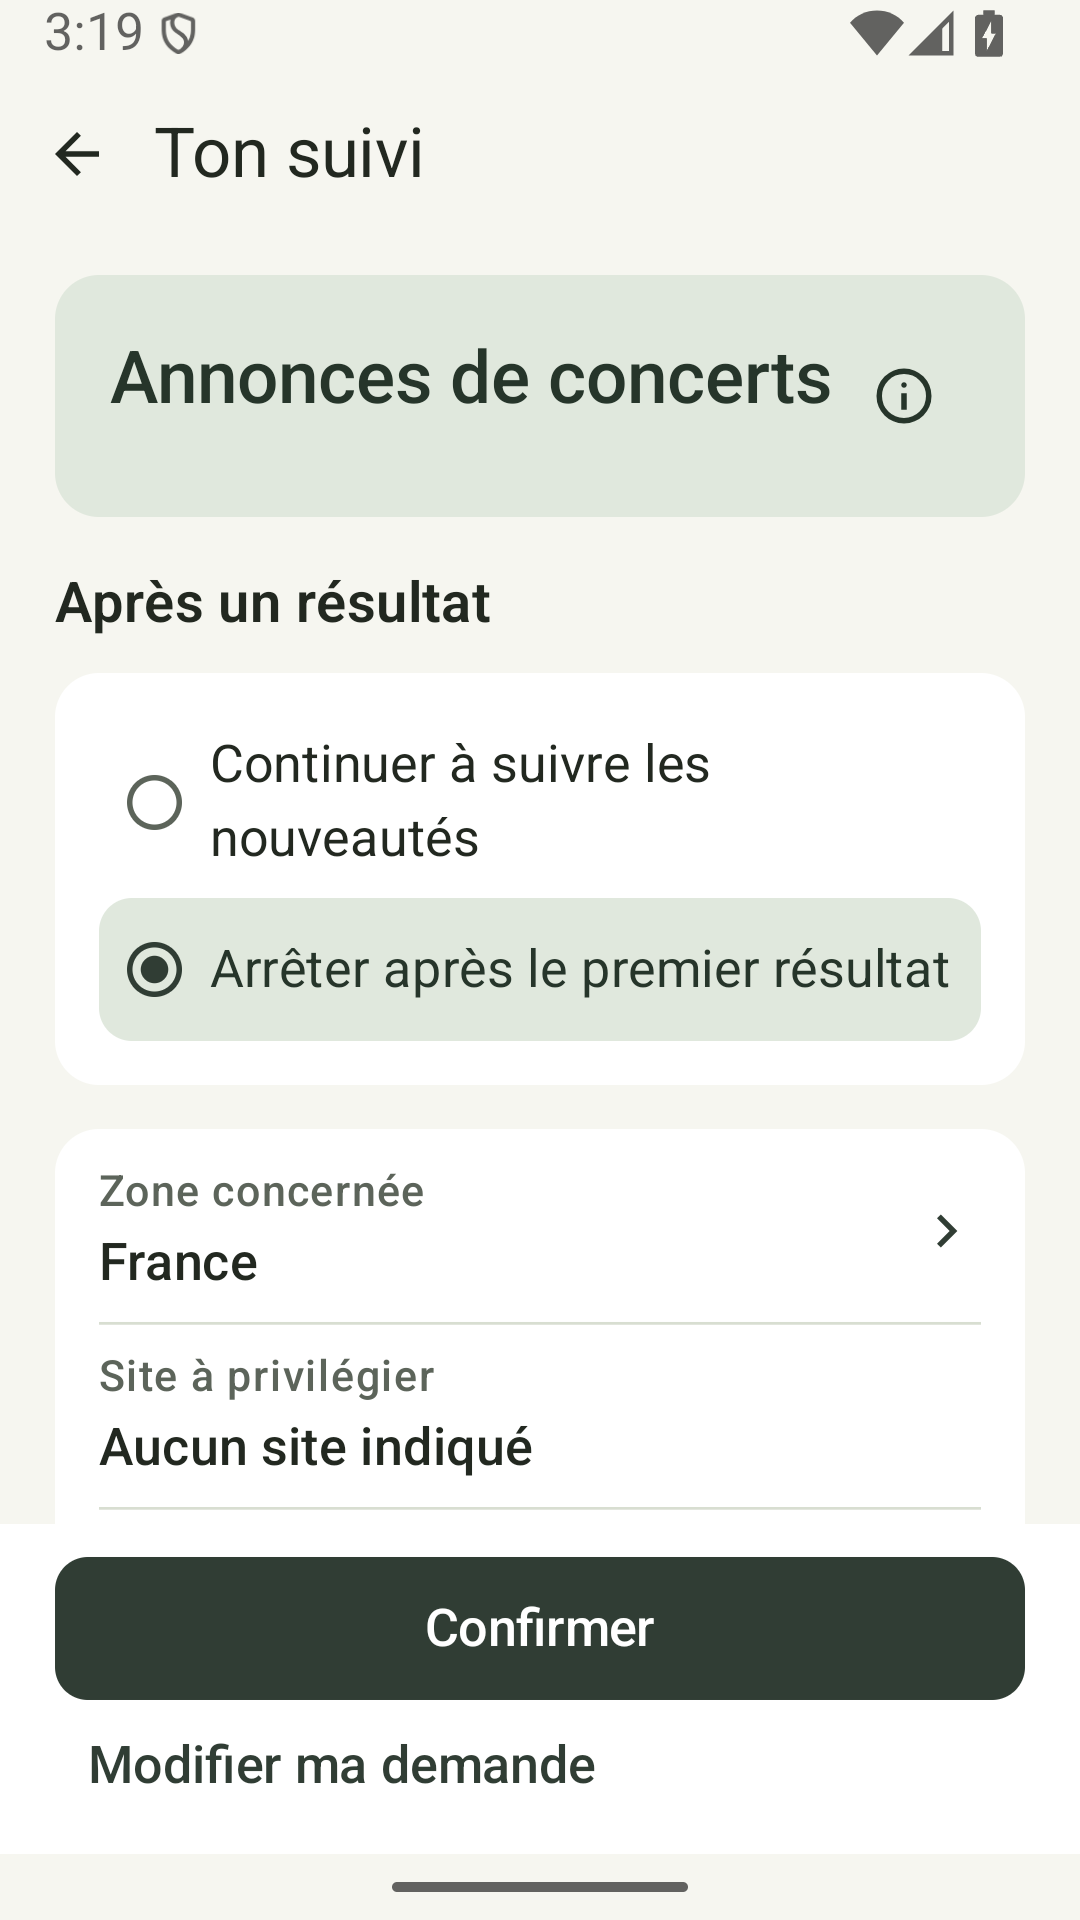 3:19
Ton suivi
Annonces de concerts
Après un résultat
Continuer à suivre les
nouveautés
Arrêter après le premier résultat
Zone concernée
France
Site à privilégier
Aucun site indiqué
Confirmer
Modifier ma demande